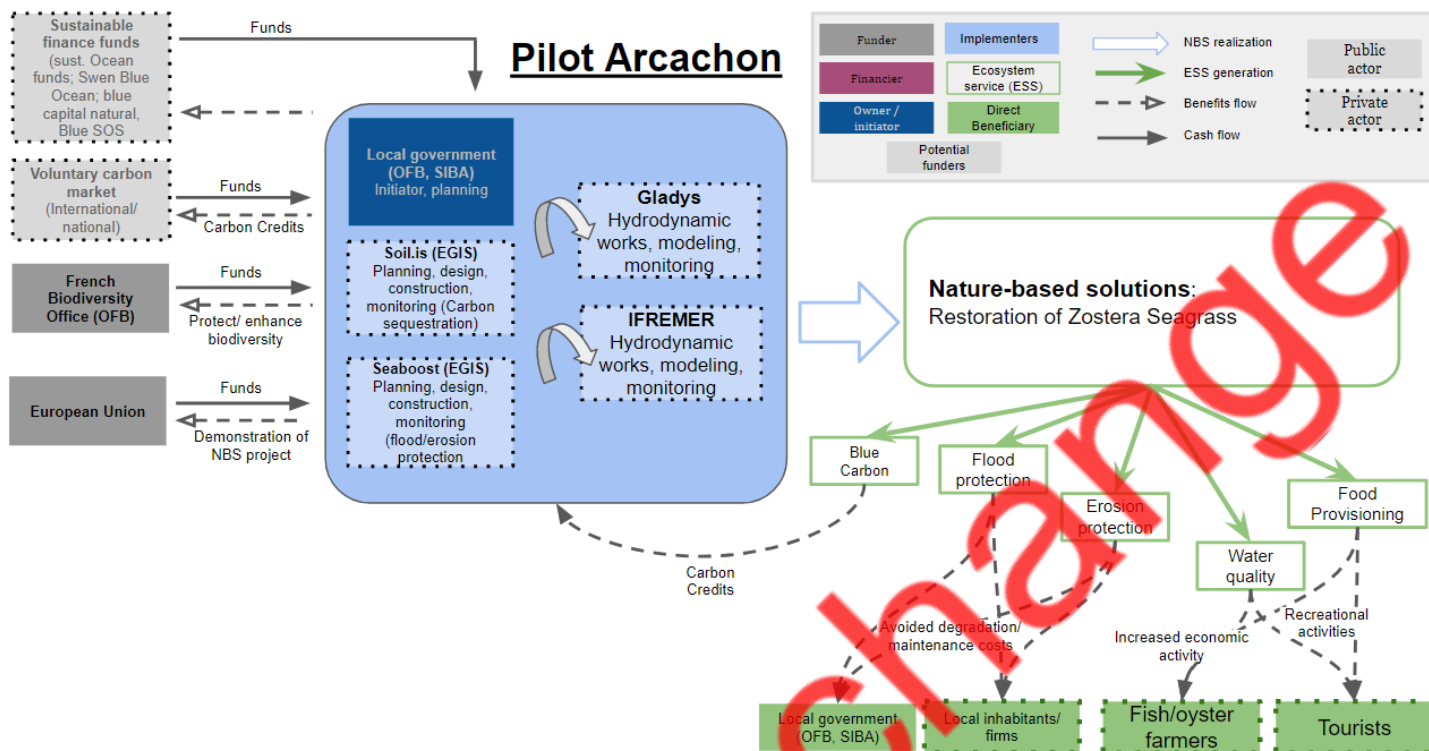 Sustainable
finance funds
(sust. Ocean
funds; Swen Blue
Ocean; blue
capital natural,
Blue SOS
Funds
Voluntary carbon
market
(International/
national)
Funds
Carbon Credits
French
Biodiversity
Office (OFB)
Funds
Protect/ enhance
biodiversity
European Union
Funds
Demonstration of
NBS project
Pilot Arcachon
Local government
(OFB, SIBA)
Initiator, planning
Soil.is (EGIS)
Planning, design,
construction,
monitoring (Carbon
sequestration)
Seaboost (EGIS)
Planning, design,
construction,
monitoring
(flood/erosion
protection
Gladys
Hydrodynamic
works, modeling,
monitoring
IFREMER
Hydrodynamic
works, modeling,
monitoring
Funder
Implementers
NBS realization
Public
actor
Financier
Ecosystem
service (ESS)
ESS generation
Owner /
initiator
Direct
Beneficiary
Benefits flow
Private
actor
Potential
funders
Cash flow
Nature-based solutions:
Restoration of Zostera Seagrass
Blue
Carbon
Flood
protection
Erosion
protection
Water
quality
Food
Provisioning
Carbon
Credits
Avoided degradation/
maintenance costs
Increased economic
activity
Recreational
activities
Local government
(OFB, SIBA)
Local inhabitants/
firms
Fish/oyster
farmers
Tourists
change